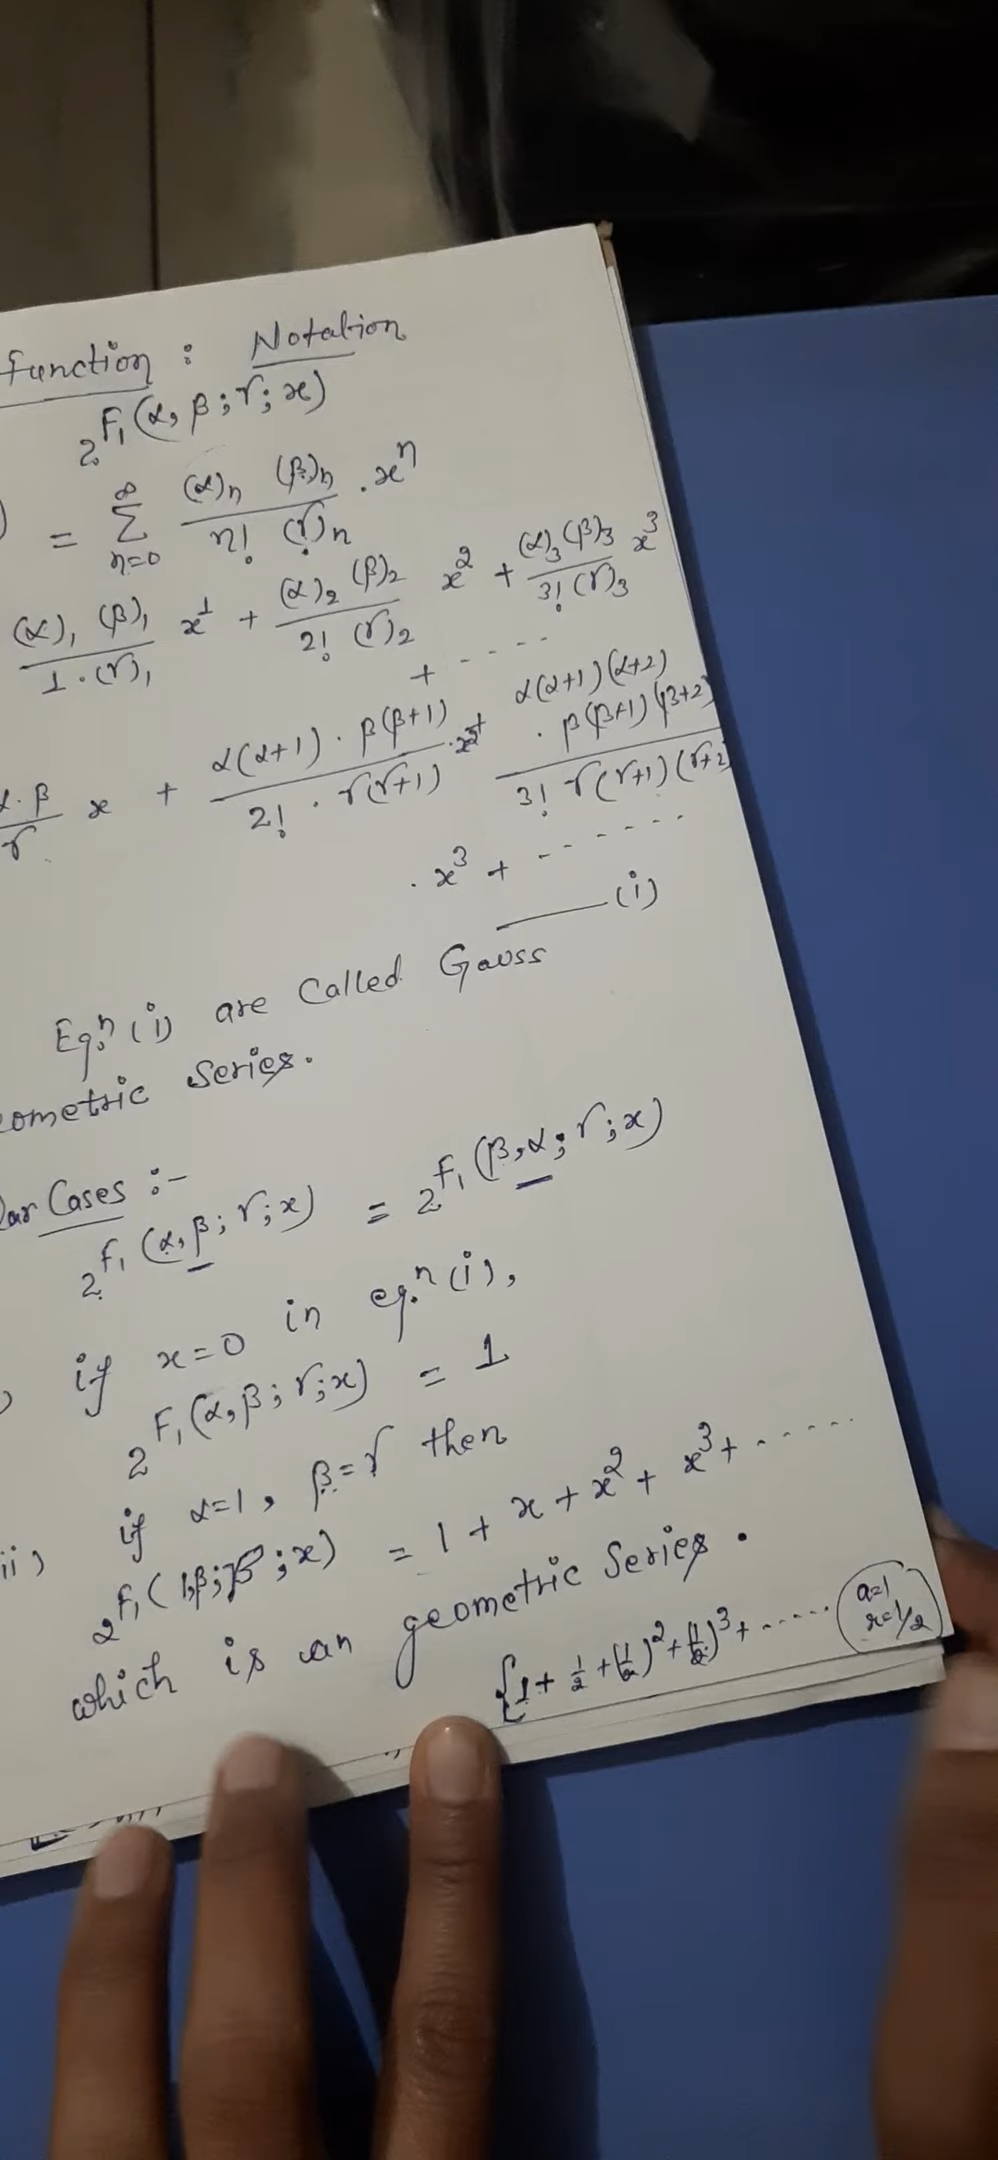 Function : Notation
₂F₁(α, β; γ; x)
) = ∑_{n=0}^{∞} (α)ₙ (β)ₙ / n! (γ)ₙ . xⁿ
(α)₁ (β)₁ / 1.(γ)₁ x¹ + (α)₂ (β)₂ / 2! (γ)₂ x² + (α)₃ (β)₃ / 3! (γ)₃ x³
+ - - - -
α.β / γ x + α(α+1) . β(β+1) / 2! . γ(γ+1) . x² + α(α+1)(α+2) . β(β+1)(β+2) / 3! γ(γ+1)(γ+2)
. x³ + - - - - - - -
——— (i)
Eq.ⁿ (i) are Called Gauss
ometric Series.
lar Cases :-
₂F₁ (α, β; γ; x) = ₂F₁ (β, α; γ; x)
, if x=0 in eq.ⁿ (i),
₂F₁ (α, β; γ; x) = 1
ii, if α=1, β=γ then
₂F₁ (1, β; β; x) = 1 + x + x² + x³ + - - - - -
which is an geometric Series.
{1 + 1/2 + (1/2)² + (1/2)³ + - - - - -
a=1
r=1/2